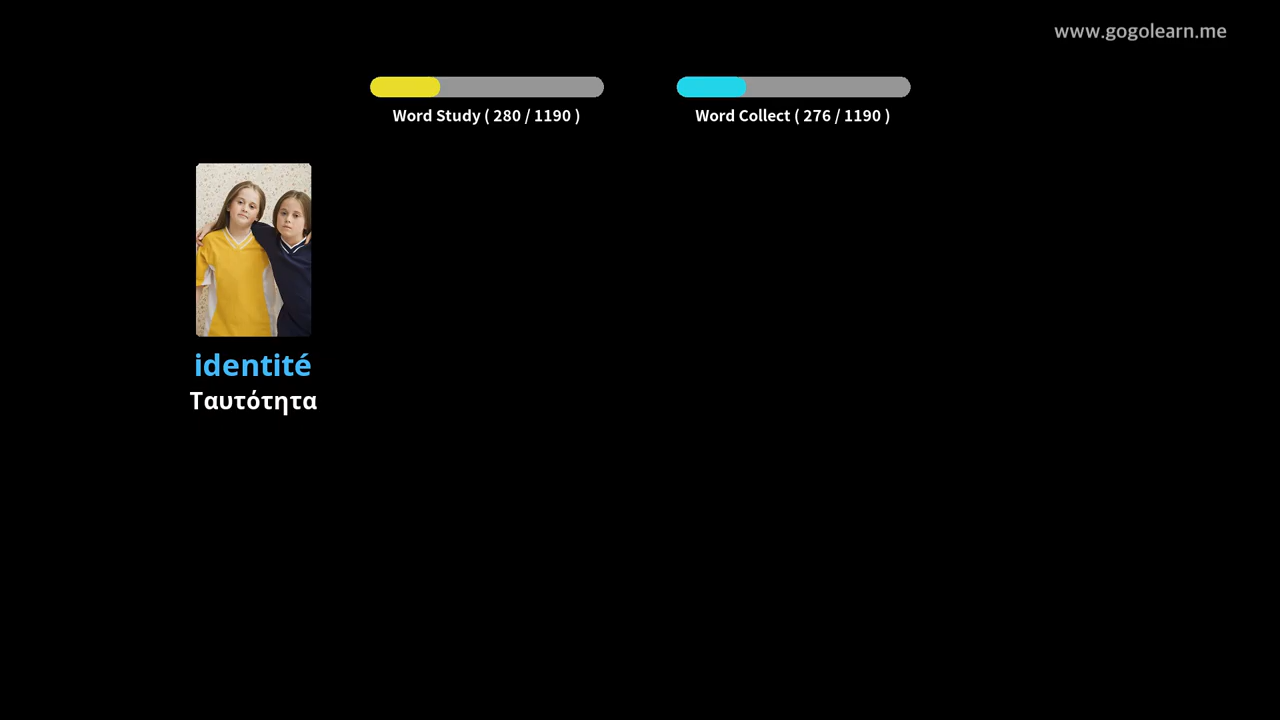 www.gogolearn.me
Word Study ( 280 / 1190 )
Word Collect ( 276 / 1190 )
identité
Ταυτότητα